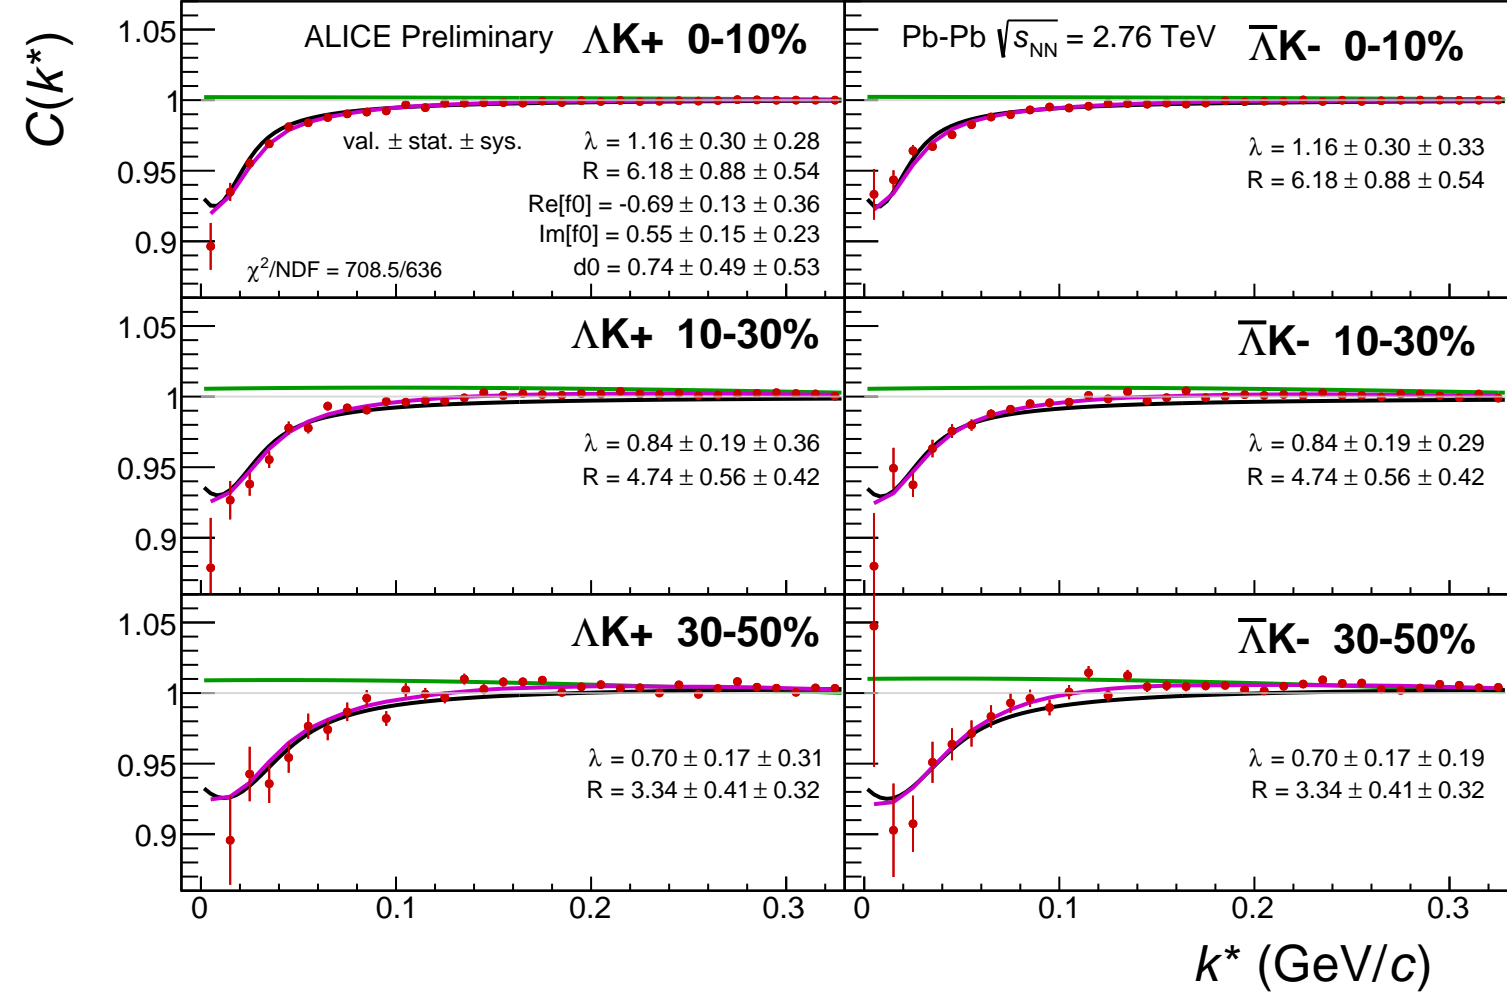 C(k*)
ALICE Preliminary ΛK+ 0-10%
val. ± stat. ± sys.
λ = 1.16 ± 0.30 ± 0.28
R = 6.18 ± 0.88 ± 0.54
Re[f0] = -0.69 ± 0.13 ± 0.36
Im[f0] = 0.55 ± 0.15 ± 0.23
d0 = 0.74 ± 0.49 ± 0.53
χ²/NDF = 708.5/636
1.05
1
0.95
0.9
Pb-Pb √s_NN = 2.76 TeV Λ̅K- 0-10%
λ = 1.16 ± 0.30 ± 0.33
R = 6.18 ± 0.88 ± 0.54
ΛK+ 10-30%
λ = 0.84 ± 0.19 ± 0.36
R = 4.74 ± 0.56 ± 0.42
1.05
1
0.95
0.9
Λ̅K- 10-30%
λ = 0.84 ± 0.19 ± 0.29
R = 4.74 ± 0.56 ± 0.42
ΛK+ 30-50%
λ = 0.70 ± 0.17 ± 0.31
R = 3.34 ± 0.41 ± 0.32
1.05
1
0.95
0.9
Λ̅K- 30-50%
λ = 0.70 ± 0.17 ± 0.19
R = 3.34 ± 0.41 ± 0.32
0 0.1 0.2 0.3
0 0.1 0.2 0.3
k* (GeV/c)